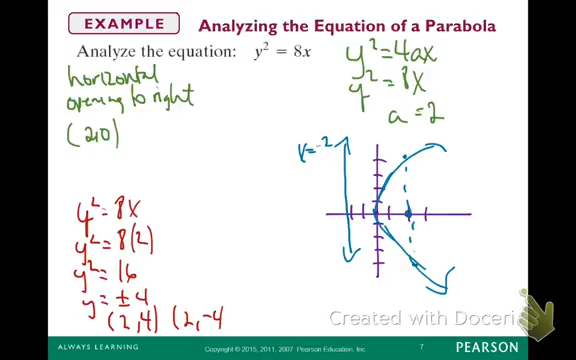 EXAMPLE Analyzing the Equation of a Parabola
Analyze the equation: y² = 8x
horizontal
opening to right
(2,0)
y² = 4ax
y² = 8x
a = 2
x = -2
y² = 8x
y² = 8(2)
y² = 16
y = ± 4
(2,4) (2,-4
Created with Doceri
ALWAYS LEARNING Copyright © 2015, 2011, 2007 Pearson Education, Inc. 7 PEARSON